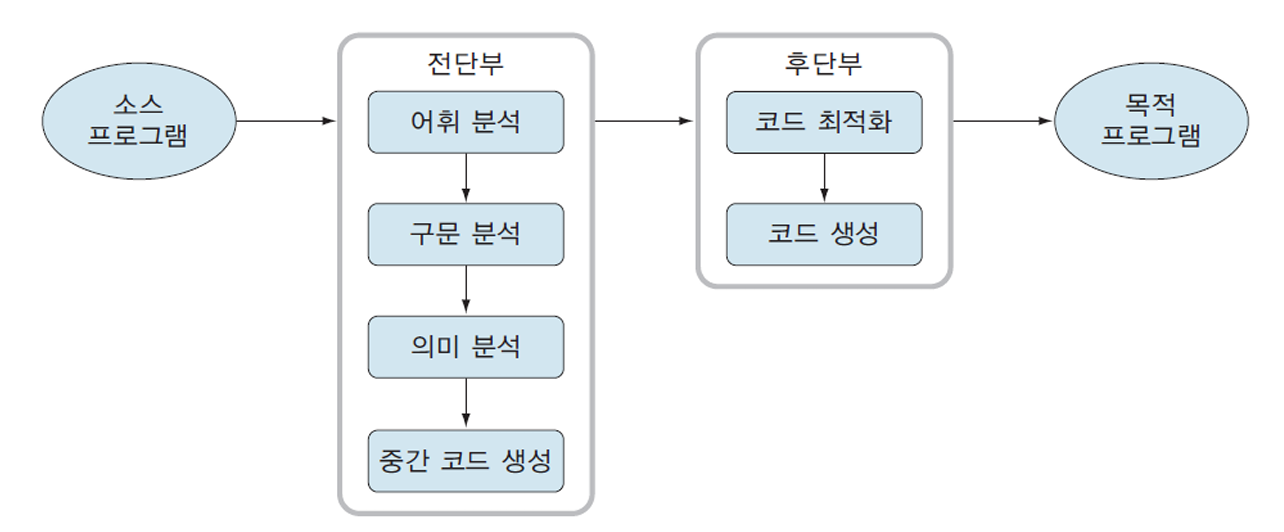 소스
프로그램
전단부
어휘 분석
구문 분석
의미 분석
중간 코드 생성
후단부
코드 최적화
코드 생성
목적
프로그램